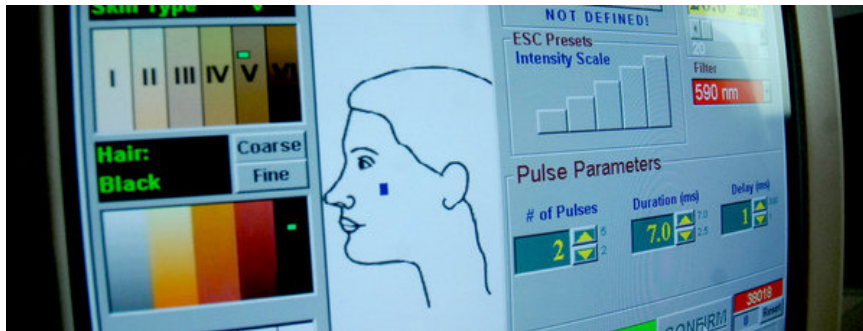 Skin Type V
I II III IV V VI
Hair:
Black
Coarse
Fine
NOT DEFINED!
ESC Presets
Intensity Scale
20
Filter
590 nm
Pulse Parameters
# of Pulses
2
5
2
Duration (ms)
7.0
7.0
2.5
Delay (ms)
1
CONFIRM
38018
0
Reset